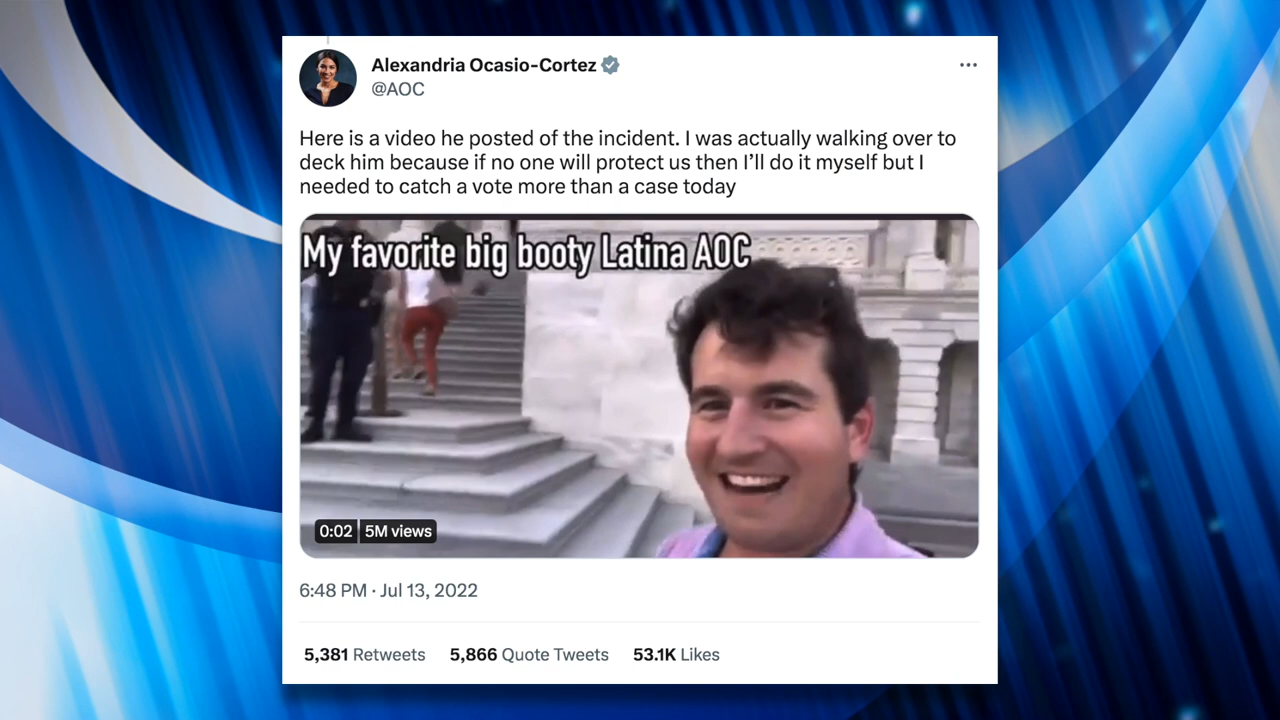 Alexandria Ocasio-Cortez
@AOC
Here is a video he posted of the incident. I was actually walking over to
deck him because if no one will protect us then I’ll do it myself but I
needed to catch a vote more than a case today
My favorite big booty Latina AOC
0:02 5M views
6:48 PM · Jul 13, 2022
5,381 Retweets 5,866 Quote Tweets 53.1K Likes